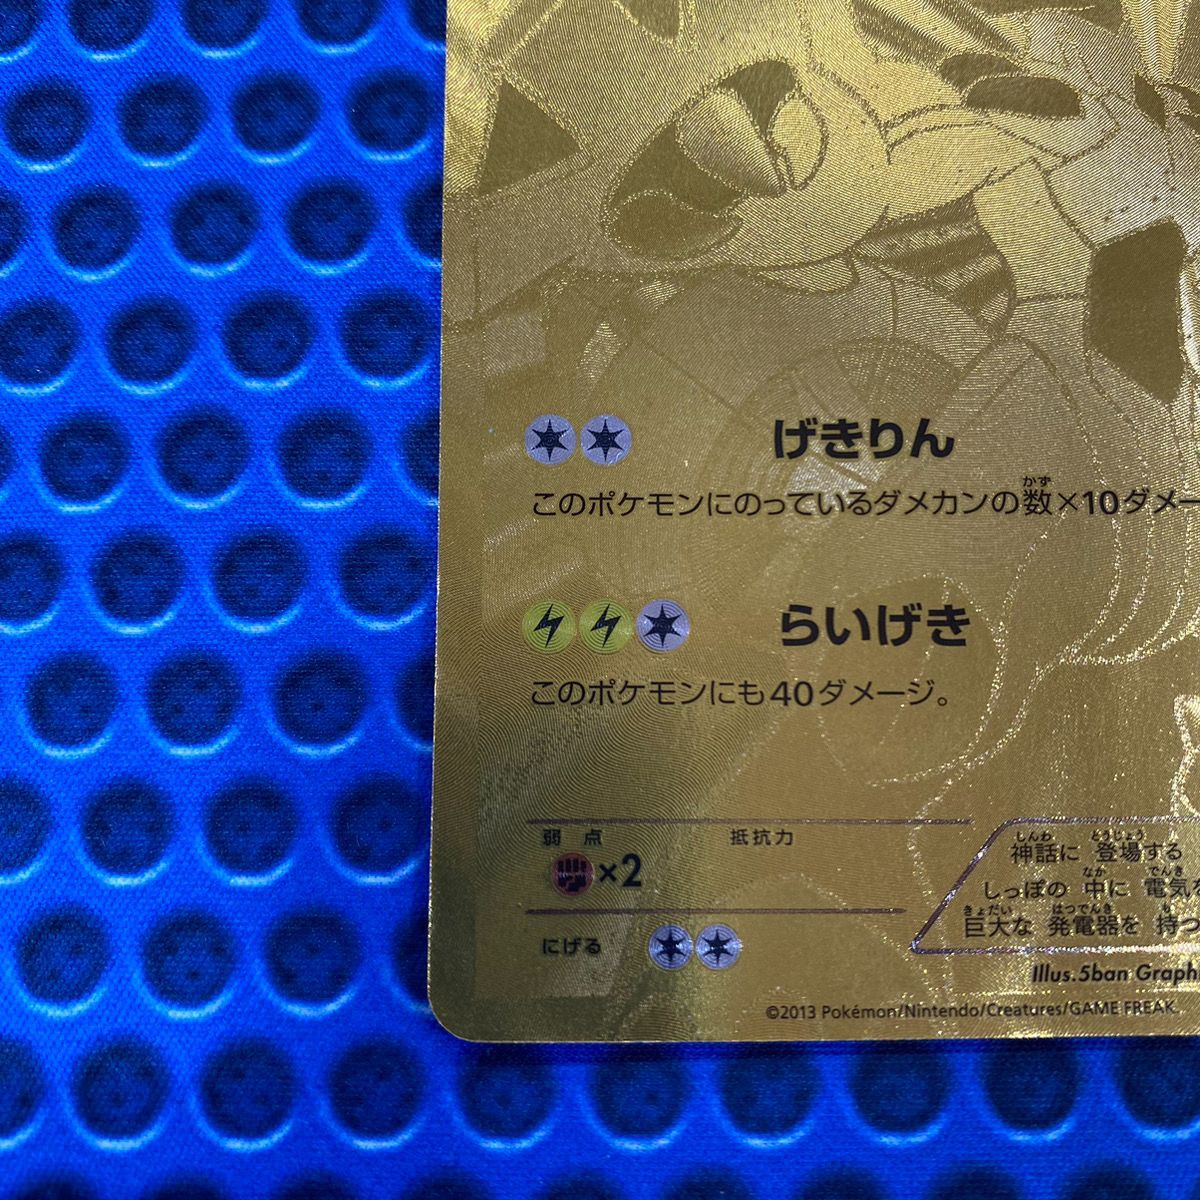 げきりん
このポケモンにのっているダメカンの数かず×10ダメー
らいげき
このポケモンにも40ダメージ。
弱点 抵抗力
×2
にげる
神話しんわに 登場とうじょうする
しっぽの 中なかに 電気でんきを
巨大きょだいな 発電器はつでんきを 持もつ
Illus.5ban Graph
©2013 Pokémon/Nintendo/Creatures/GAME FREAK.